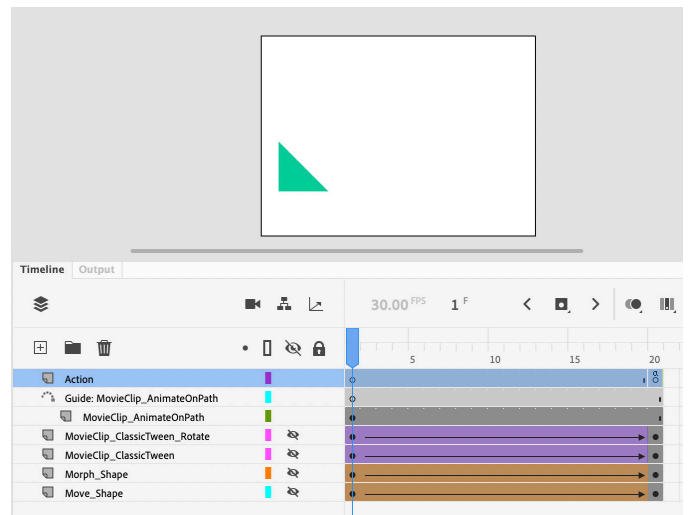 Timeline Output
30.00 FPS 1 F
5 10 15 20
Action
a
Guide: MovieClip_AnimateOnPath
MovieClip_AnimateOnPath
MovieClip_ClassicTween_Rotate
MovieClip_ClassicTween
Morph_Shape
Move_Shape